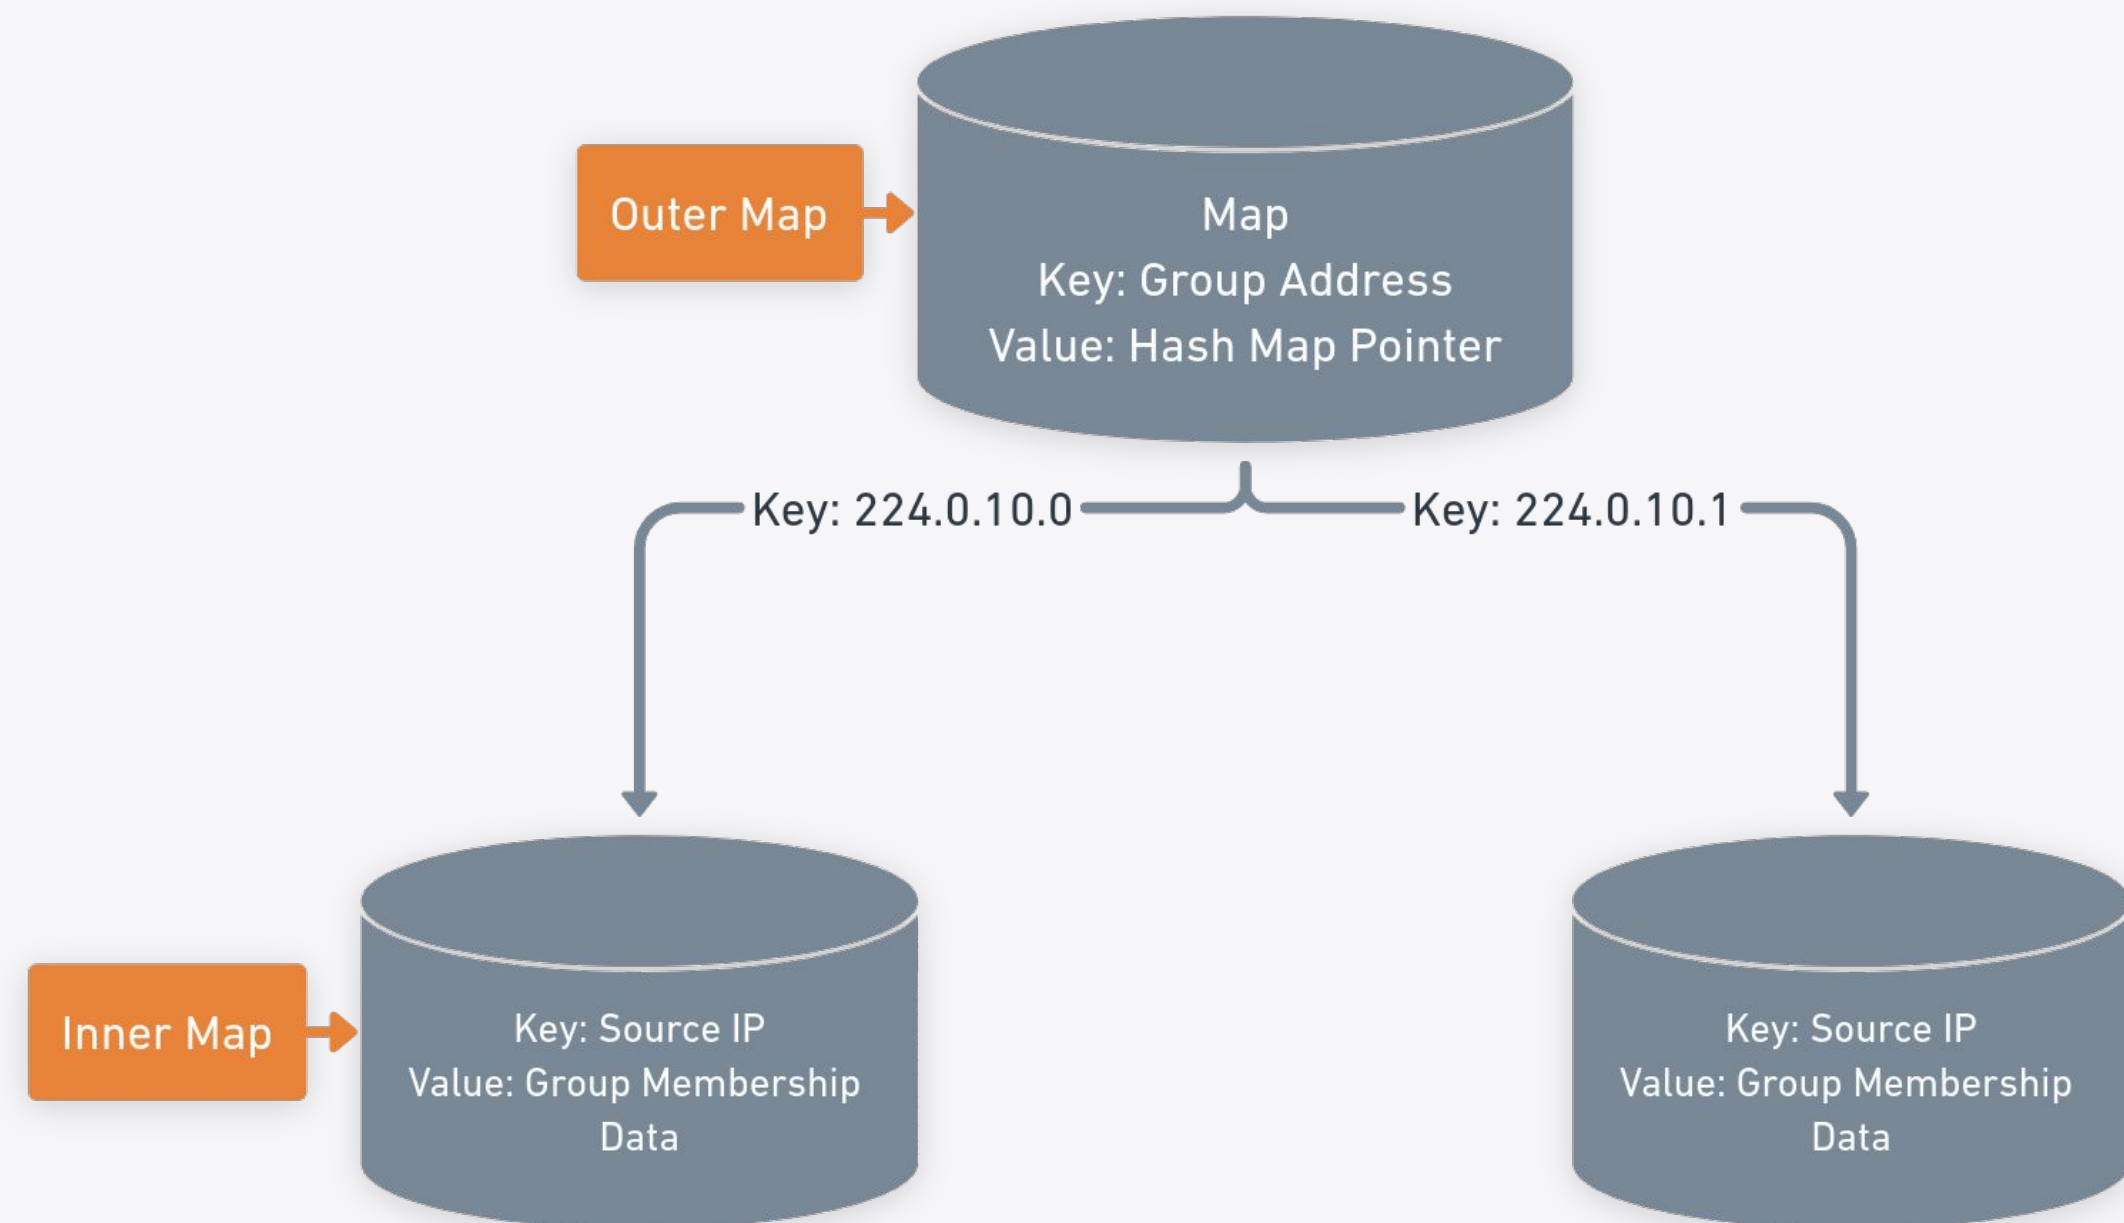 Outer Map
Map
Key: Group Address
Value: Hash Map Pointer
Key: 224.0.10.0
Key: 224.0.10.1
Inner Map
Key: Source IP
Value: Group Membership
Data
Key: Source IP
Value: Group Membership
Data